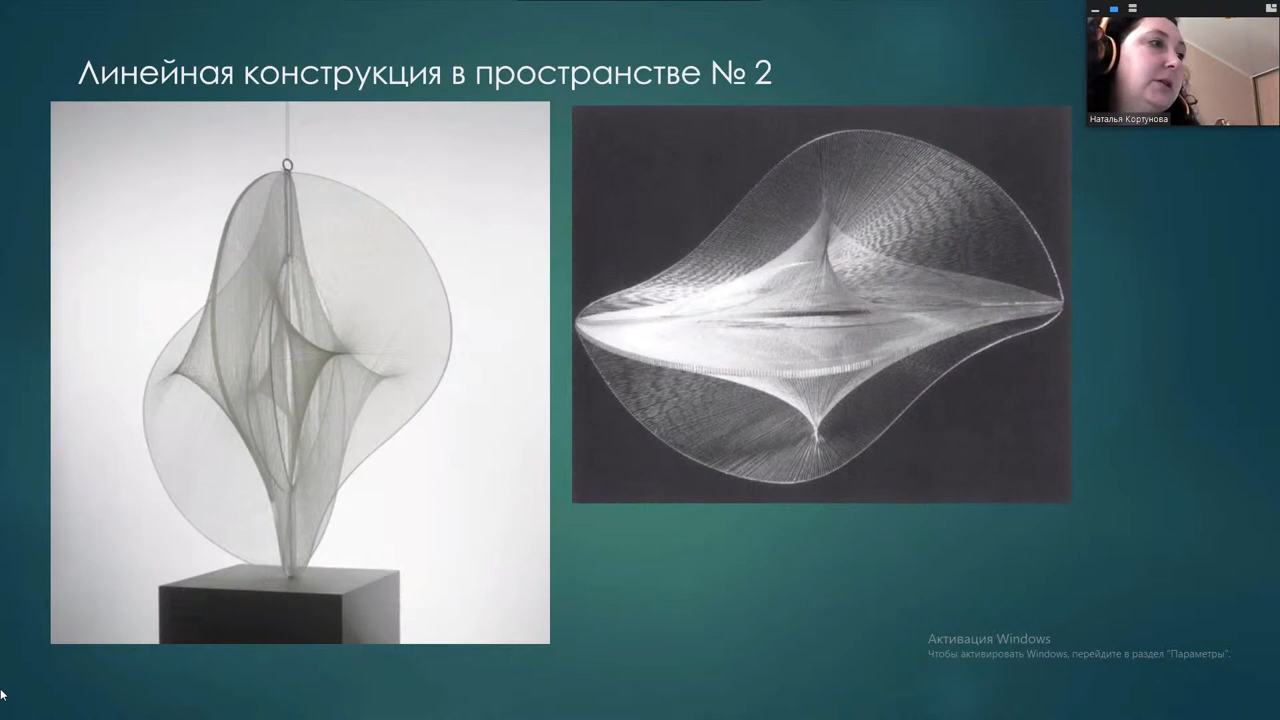 Линейная конструкция в пространстве № 2
Наталья Кортунова
Активация Windows
Чтобы активировать Windows, перейдите в раздел "Параметры".